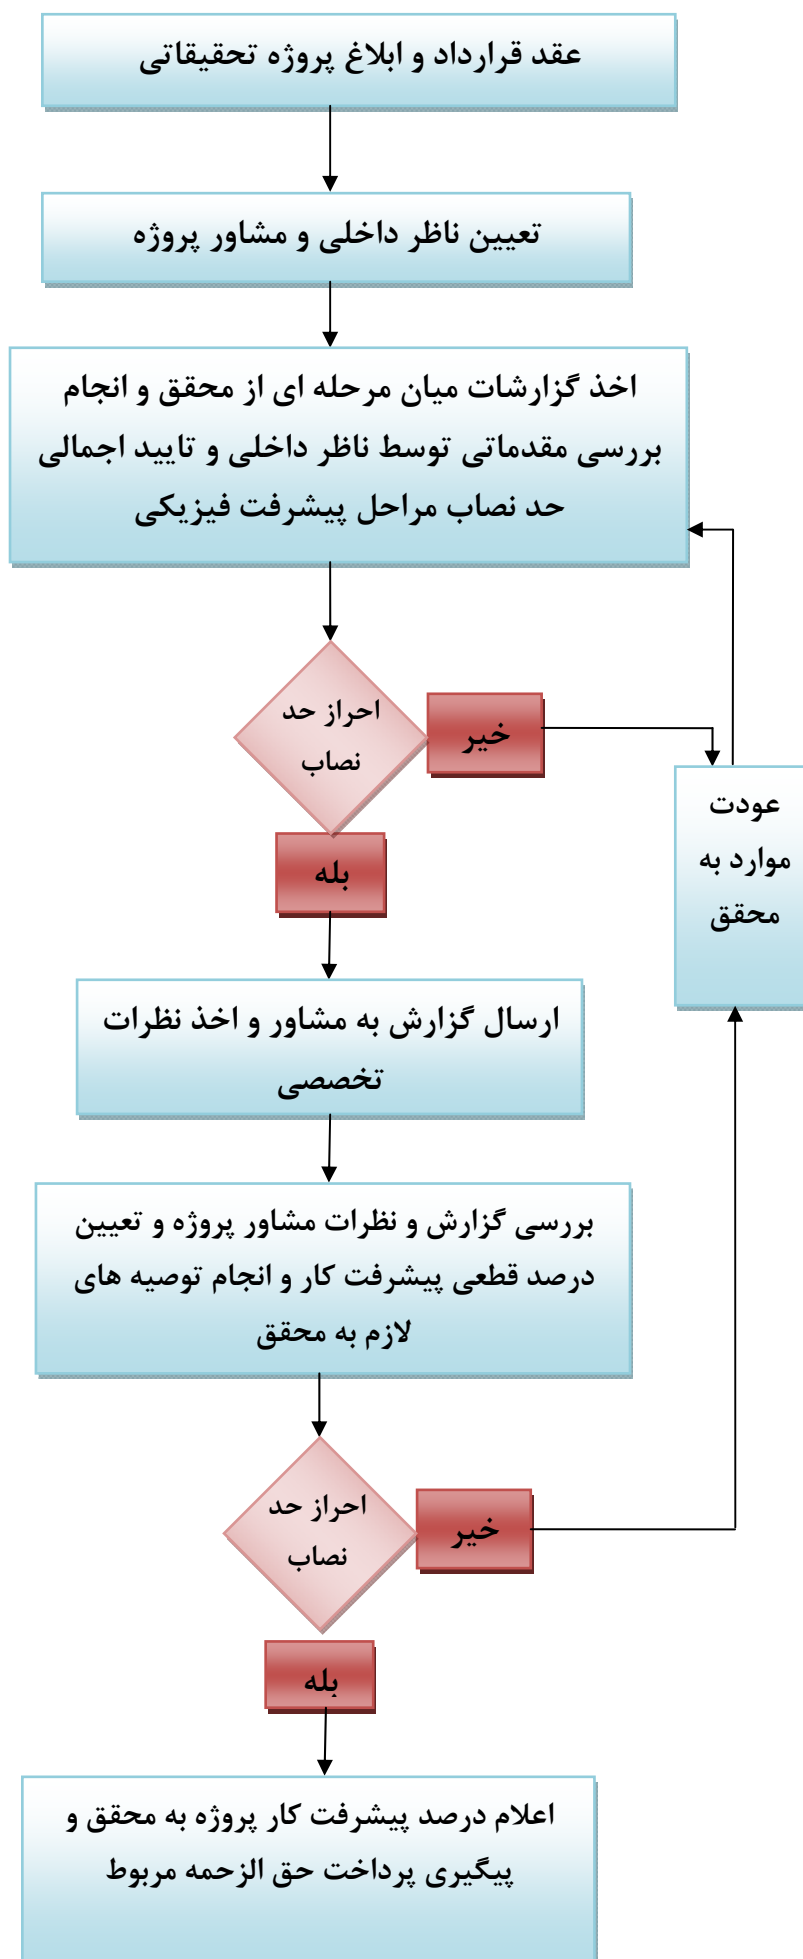 عقد قرارداد و ابلاغ پروژه تحقیقاتی
تعیین ناظر داخلی و مشاور پروژه
اخذ گزارشات میان مرحله ای از محقق و انجام
بررسی مقدماتی توسط ناظر داخلی و تایید اجمالی
حد نصاب مراحل پیشرفت فیزیکی
احراز حد
نصاب
خیر
عودت
موارد به
محقق
بله
ارسال گزارش به مشاور و اخذ نظرات
تخصصی
بررسی گزارش و نظرات مشاور پروژه و تعیین
درصد قطعی پیشرفت کار و انجام توصیه های
لازم به محقق
احراز حد
نصاب
خیر
بله
اعلام درصد پیشرفت کار پروژه به محقق و
پیگیری پرداخت حق الزحمه مربوط